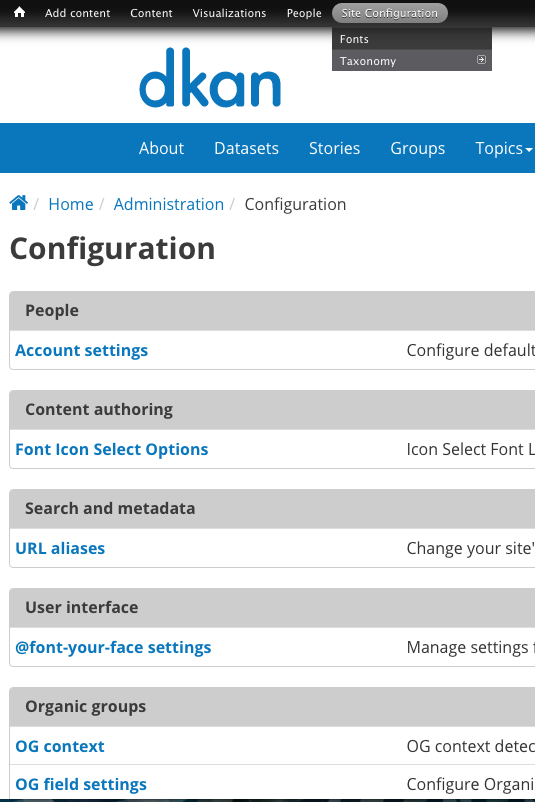 Add content Content Visualizations People Site Configuration
Fonts
Taxonomy
dkan
About Datasets Stories Groups Topics
/ Home / Administration / Configuration
Configuration
People
Account settings Configure default
Content authoring
Font Icon Select Options Icon Select Font L
Search and metadata
URL aliases Change your site'
User interface
@font-your-face settings Manage settings f
Organic groups
OG context OG context detec
OG field settings Configure Organi